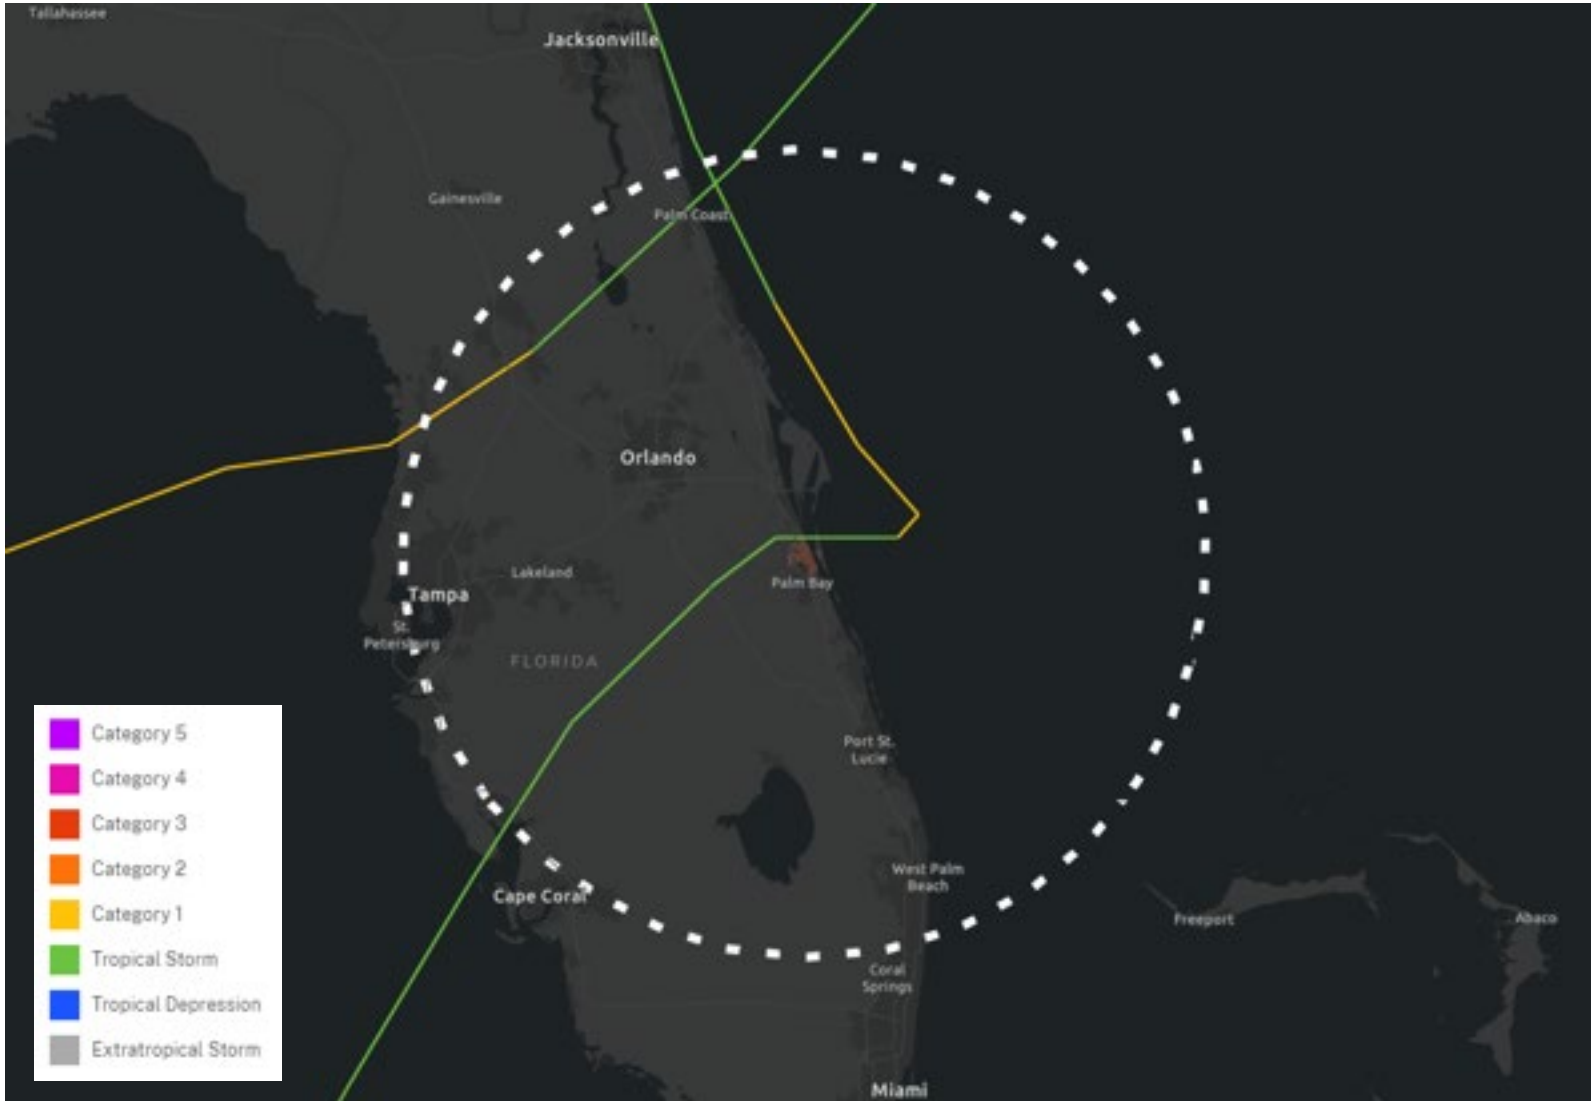 Tallahassee
Jacksonville
Gainesville
Palm Coast
Orlando
Lakeland
Palm Bay
Tampa
St.
Petersburg
FLORIDA
Port St.
Lucie
West Palm
Beach
Cape Coral
Freeport
Abaco
Coral
Springs
Miami
Category 5
Category 4
Category 3
Category 2
Category 1
Tropical Storm
Tropical Depression
Extratropical Storm